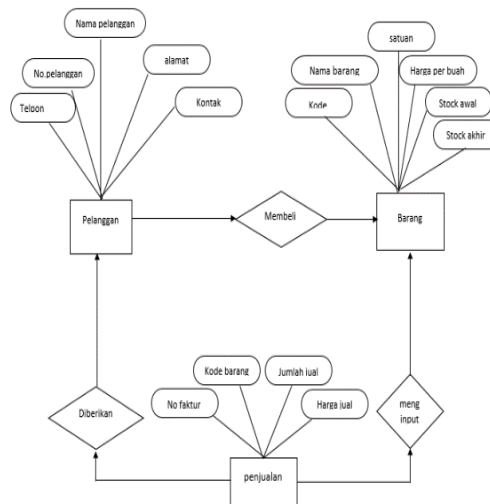 Nama pelanggan
satuan
No.pelanggan
alamat
Nama barang
Harga per buah
Telpon
Kontak
Kode
Stock awal
Stock akhir
Pelanggan
Membeli
Barang
Kode barang
Jumlah jual
Diberikan
No faktur
Harga jual
meng
input
penjualan